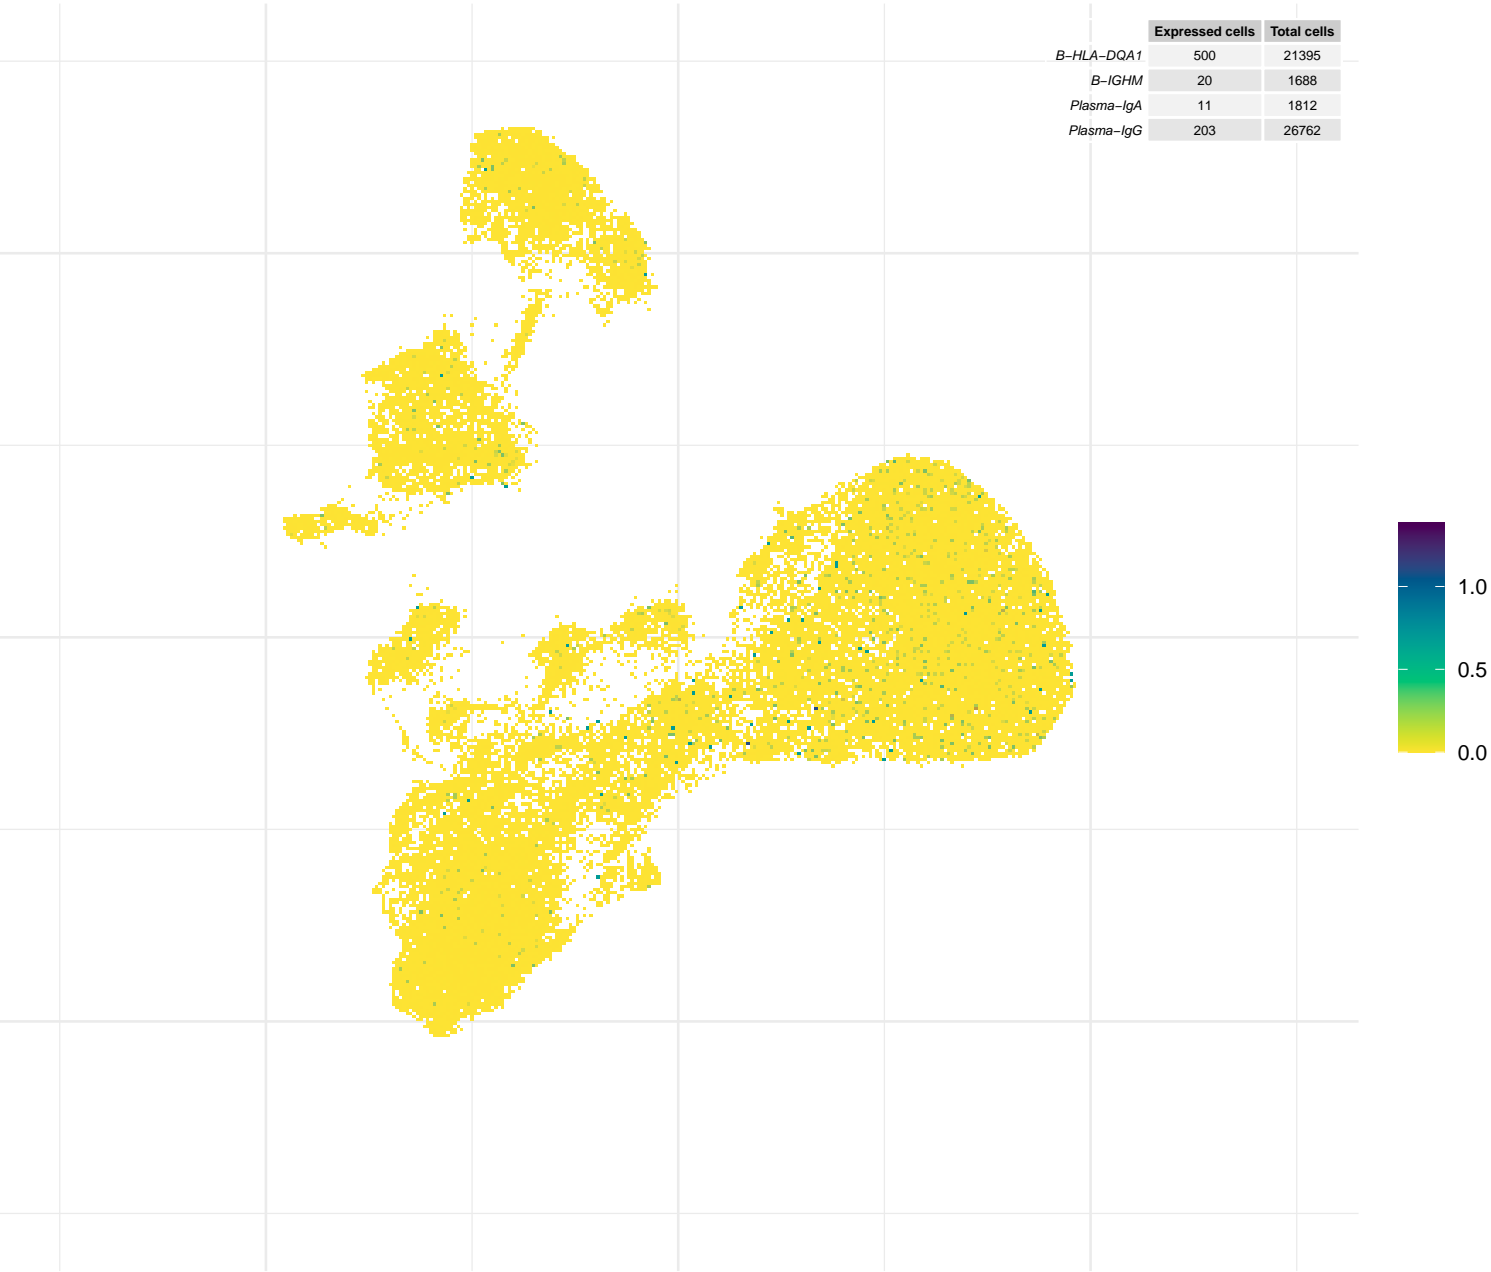 Expressed cells Total cells
B−HLA−DQA1 500 21395
B−IGHM 20 1688
Plasma−IgA 11 1812
Plasma−IgG 203 26762
1.0
0.5
0.0